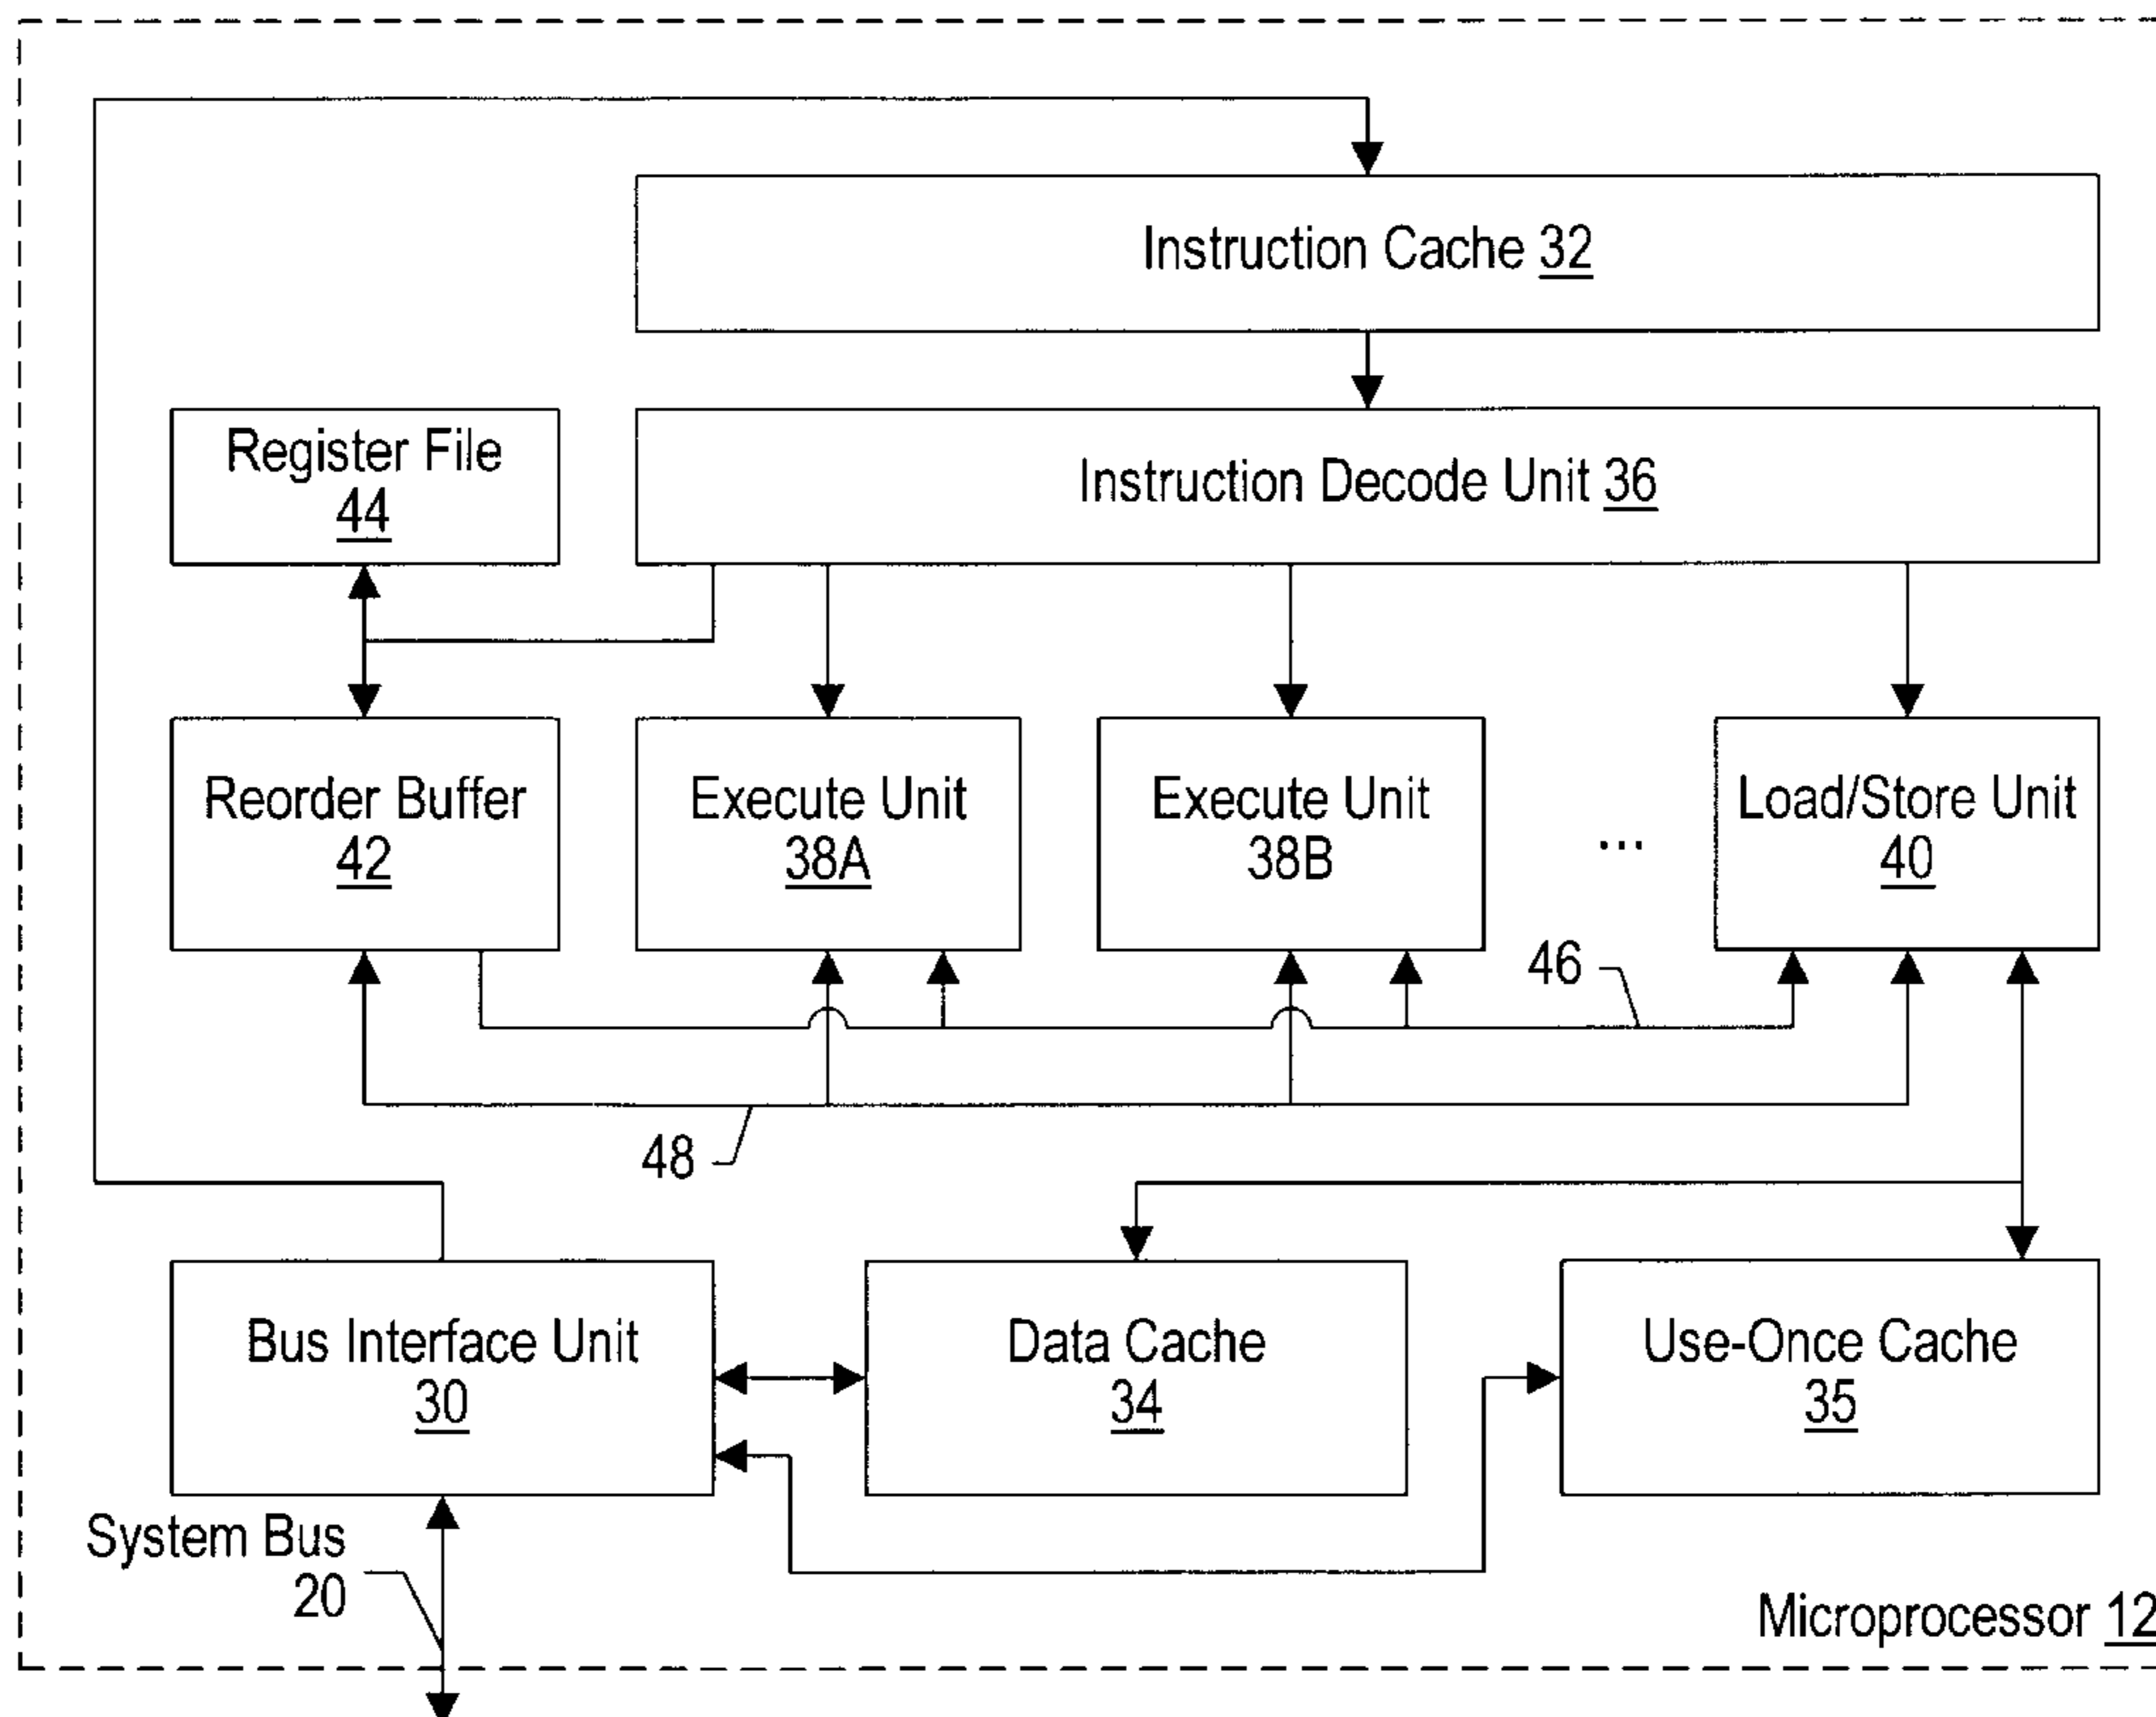 Instruction Cache 32
Register File
44
Instruction Decode Unit 36
Reorder Buffer
42
Execute Unit
38A
Execute Unit
38B
...
Load/Store Unit
40
46
48
Bus Interface Unit
30
Data Cache
34
Use-Once Cache
35
System Bus
20
Microprocessor 12